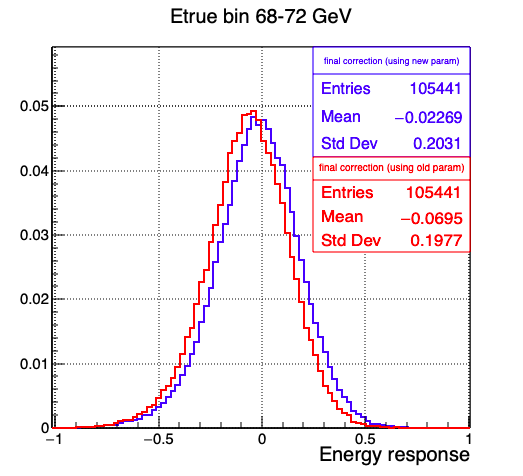 Etrue bin 68-72 GeV
final correction (using new param)
Entries 105441
Mean −0.02269
Std Dev 0.2031
final correction (using old param)
Entries 105441
Mean −0.0695
Std Dev 0.1977
0.05
0.04
0.03
0.02
0.01
0
−1 −0.5 0 0.5 1
Energy response